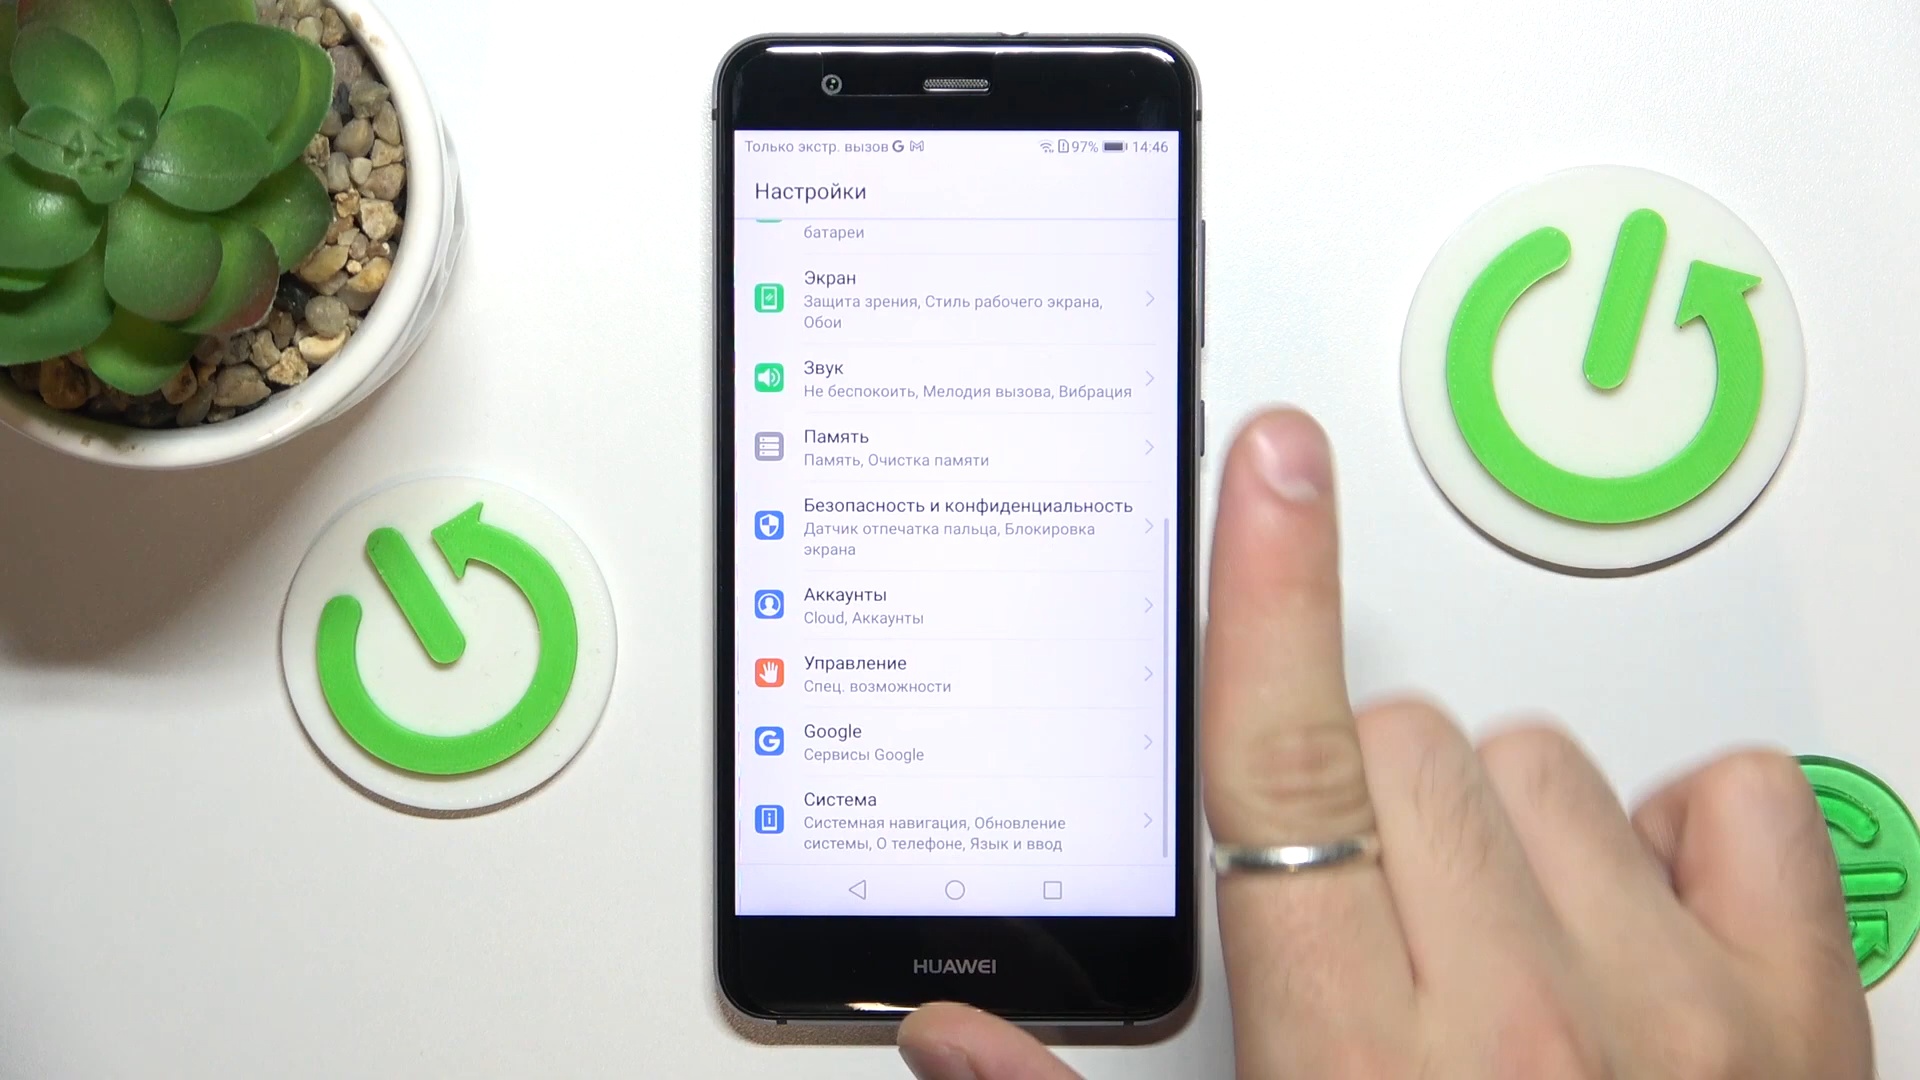 Только экстр. вызов 97% 14:46
Настройки
батареи
Экран
Защита зрения, Стиль рабочего экрана,
Обои
Звук
Не беспокоить, Мелодия вызова, Вибрация
Память
Память, Очистка памяти
Безопасность и конфиденциальность
Датчик отпечатка пальца, Блокировка
экрана
Аккаунты
Cloud, Аккаунты
Управление
Спец. возможности
Google
Сервисы Google
Система
Системная навигация, Обновление
системы, О телефоне, Язык и ввод
HUAWEI